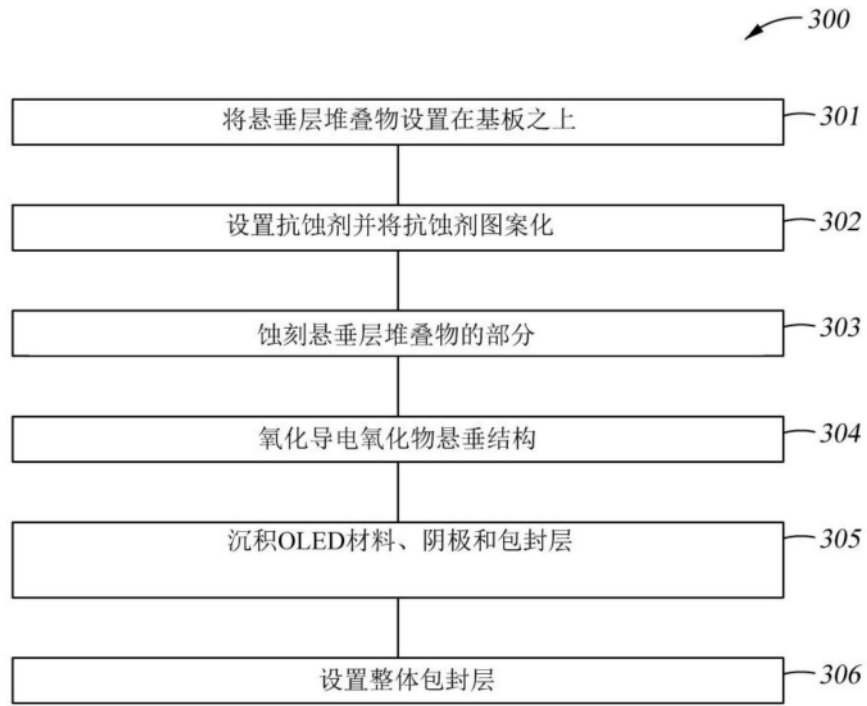 300
将悬垂层堆叠物设置在基板之上 301
设置抗蚀剂并将抗蚀剂图案化 302
蚀刻悬垂层堆叠物的部分 303
氧化导电氧化物悬垂结构 304
沉积OLED材料、阴极和包封层 305
设置整体包封层 306